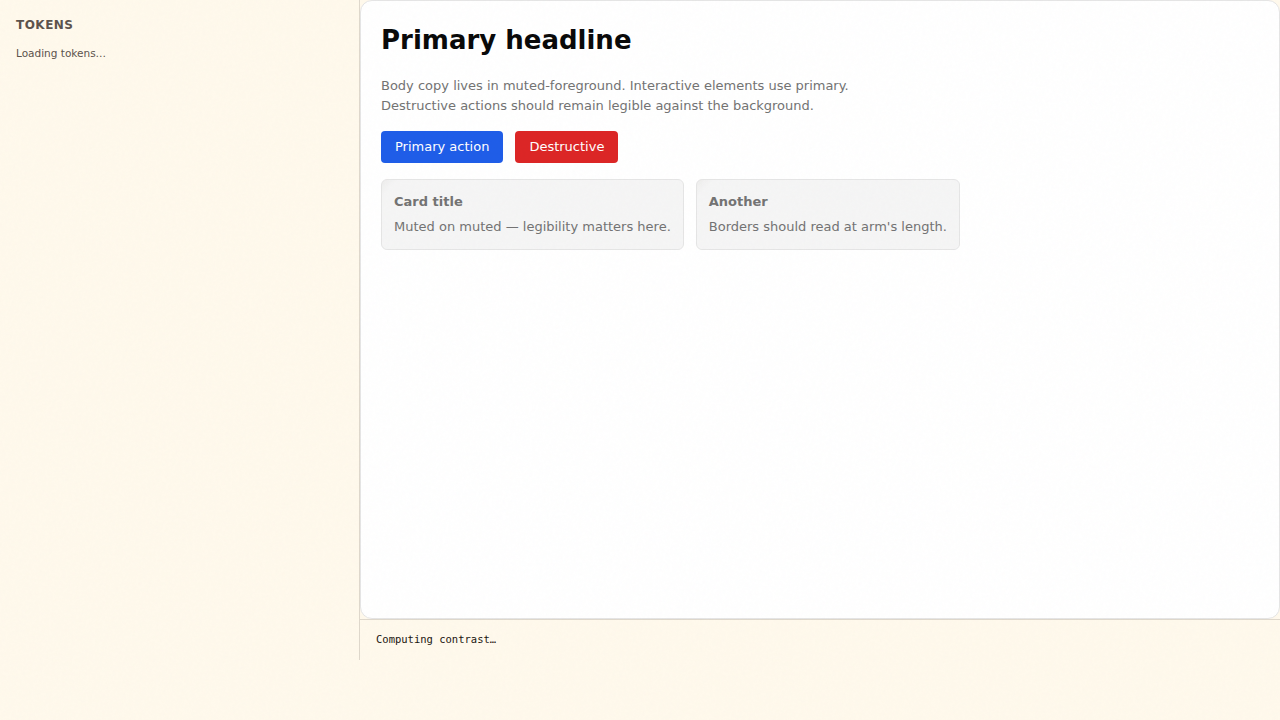 TOKENS
Loading tokens…
Primary headline
Body copy lives in muted-foreground. Interactive elements use primary.
Destructive actions should remain legible against the background.
Primary action
Destructive
Card title
Muted on muted — legibility matters here.
Another
Borders should read at arm's length.
Computing contrast…